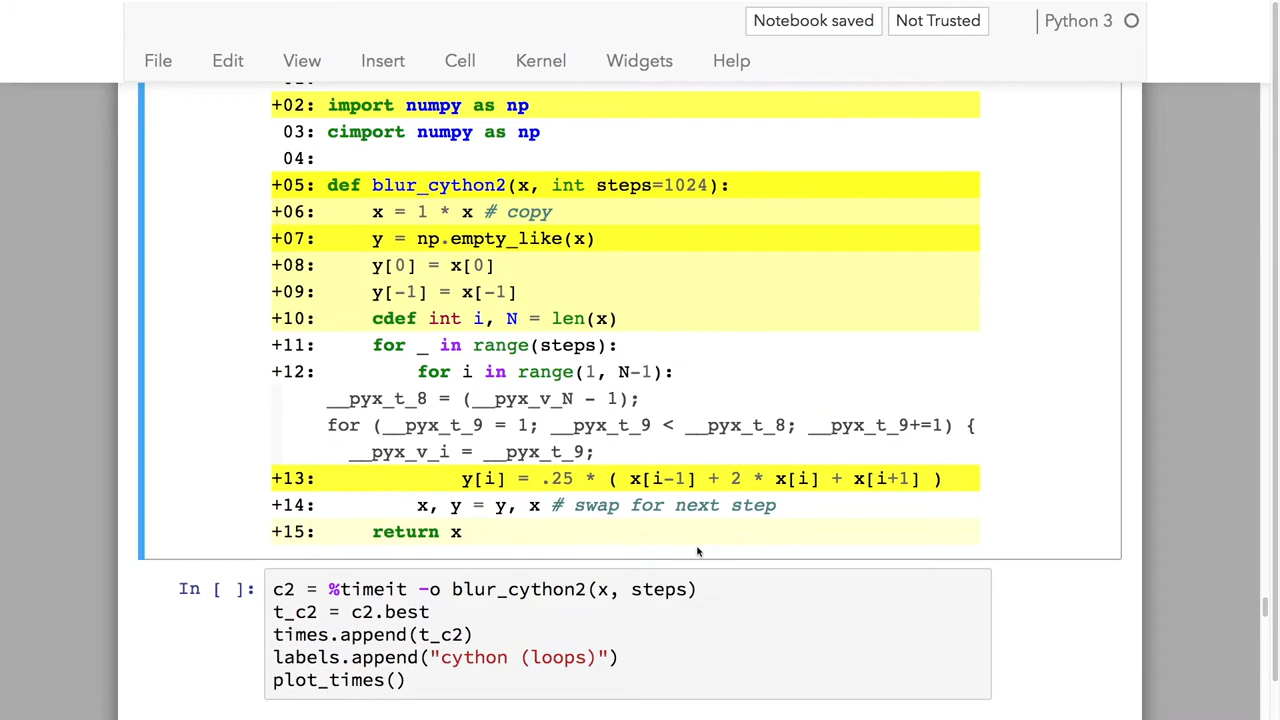 Notebook saved Not Trusted Python 3
File Edit View Insert Cell Kernel Widgets Help
+02: import numpy as np
03: cimport numpy as np
04:
+05: def blur_cython2(x, int steps=1024):
+06: x = 1 * x # copy
+07: y = np.empty_like(x)
+08: y[0] = x[0]
+09: y[-1] = x[-1]
+10: cdef int i, N = len(x)
+11: for _ in range(steps):
+12: for i in range(1, N-1):
__pyx_t_8 = (__pyx_v_N - 1);
for (__pyx_t_9 = 1; __pyx_t_9 < __pyx_t_8; __pyx_t_9+=1) {
__pyx_v_i = __pyx_t_9;
+13: y[i] = .25 * ( x[i-1] + 2 * x[i] + x[i+1] )
+14: x, y = y, x # swap for next step
+15: return x
In [ ]: c2 = %timeit -o blur_cython2(x, steps)
t_c2 = c2.best
times.append(t_c2)
labels.append("cython (loops)")
plot_times()